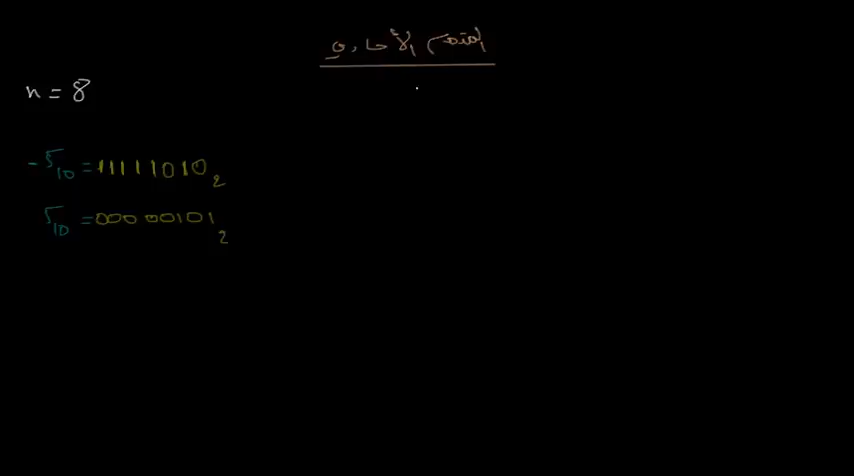 المتمم الأحادي
n = 8
-5₁₀ = 11111010₂
5₁₀ = 00000101₂